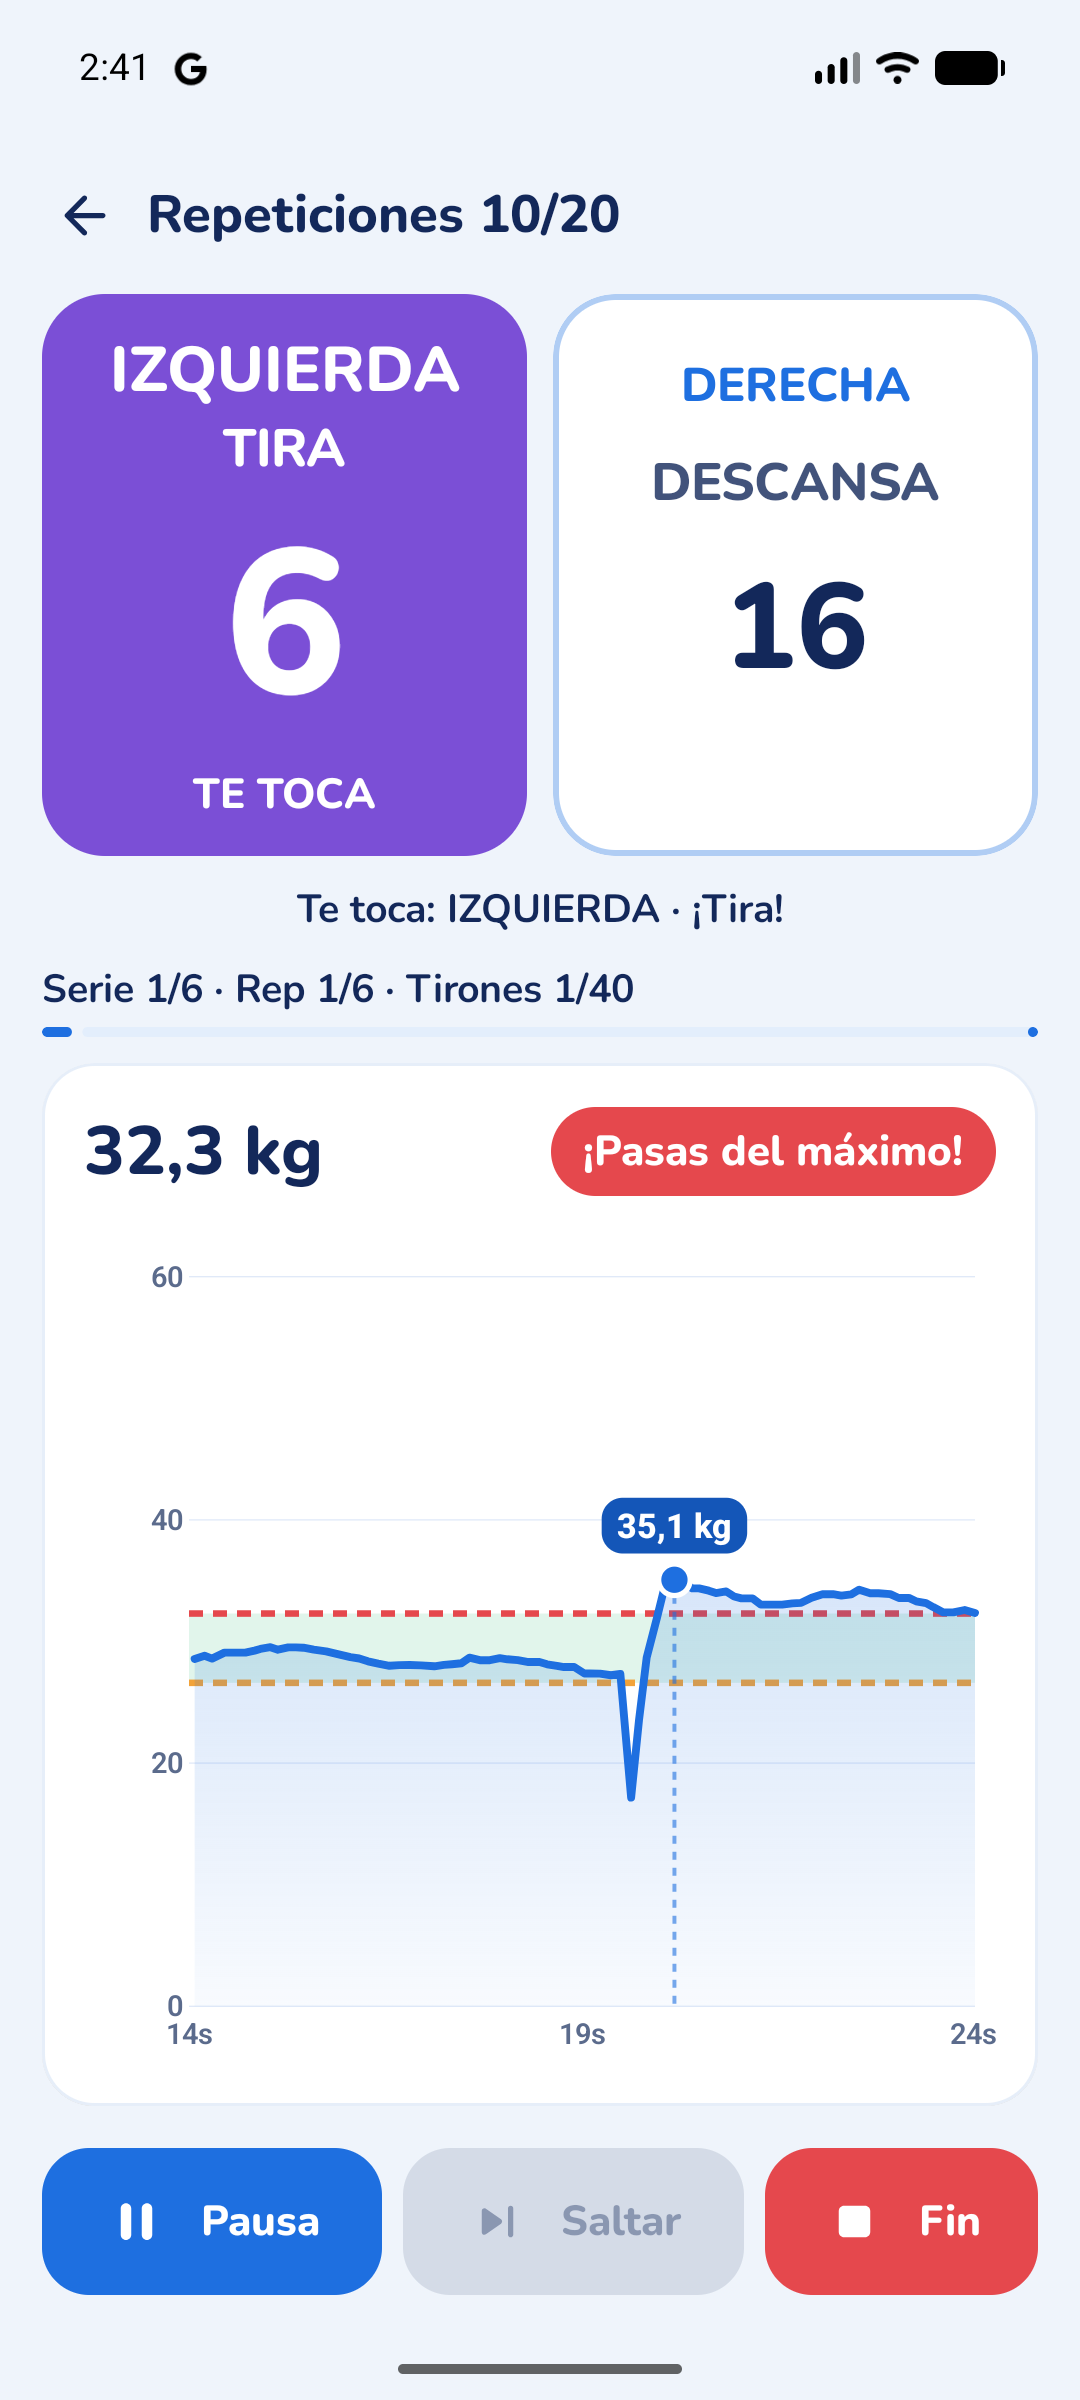 2:41 G
Repeticiones 10/20
IZQUIERDA
TIRA
6
TE TOCA
DERECHA
DESCANSA
16
Te toca: IZQUIERDA · ¡Tira!
Serie 1/6 · Rep 1/6 · Tirones 1/40
32,3 kg
¡Pasas del máximo!
60
40
35,1 kg
20
0
14s
19s
24s
Pausa
Saltar
Fin